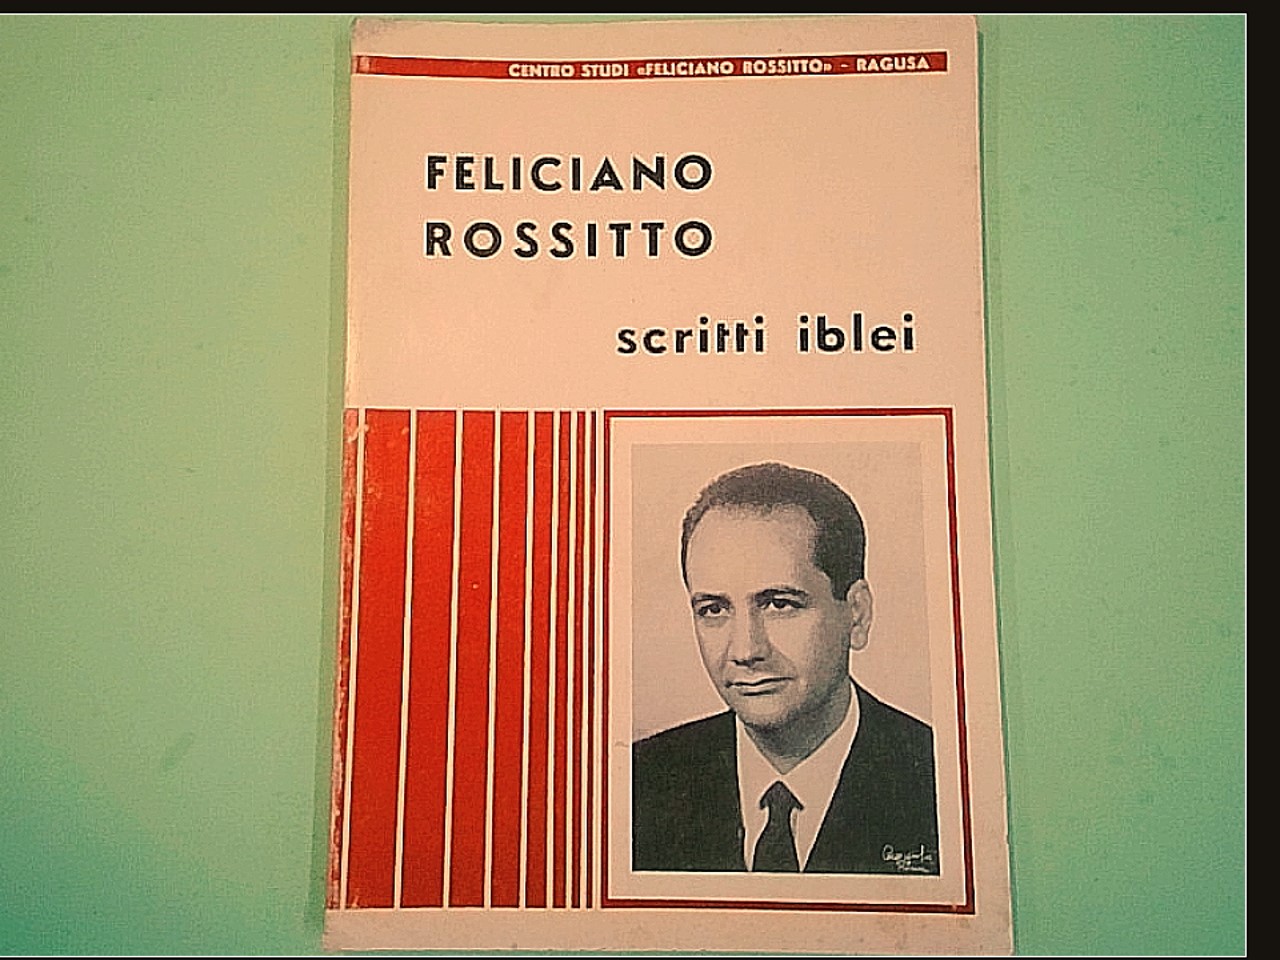 CENTRO STUDI «FELICIANO ROSSITTO» - RAGUSA
FELICIANO
ROSSITTO
scritti iblei